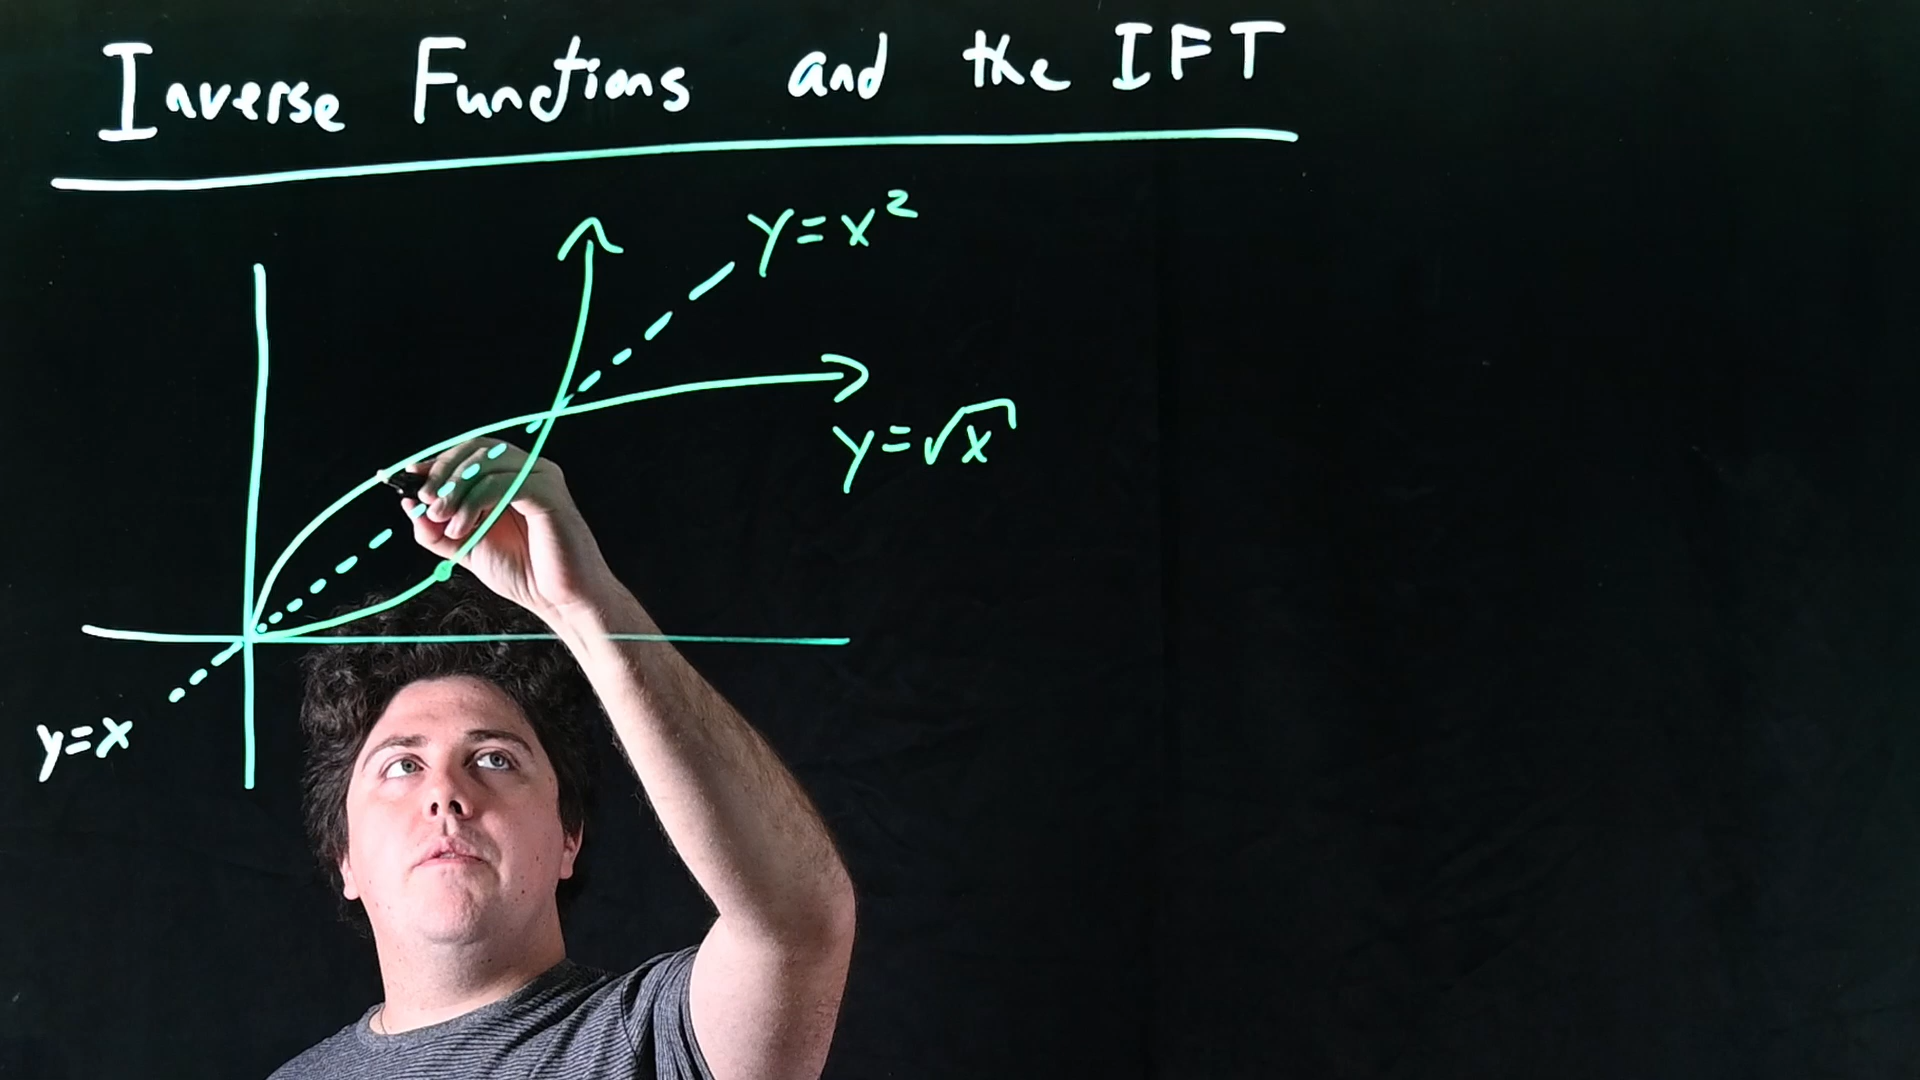 Inverse Functions and the IFT
y=x²
y=√x
y=x